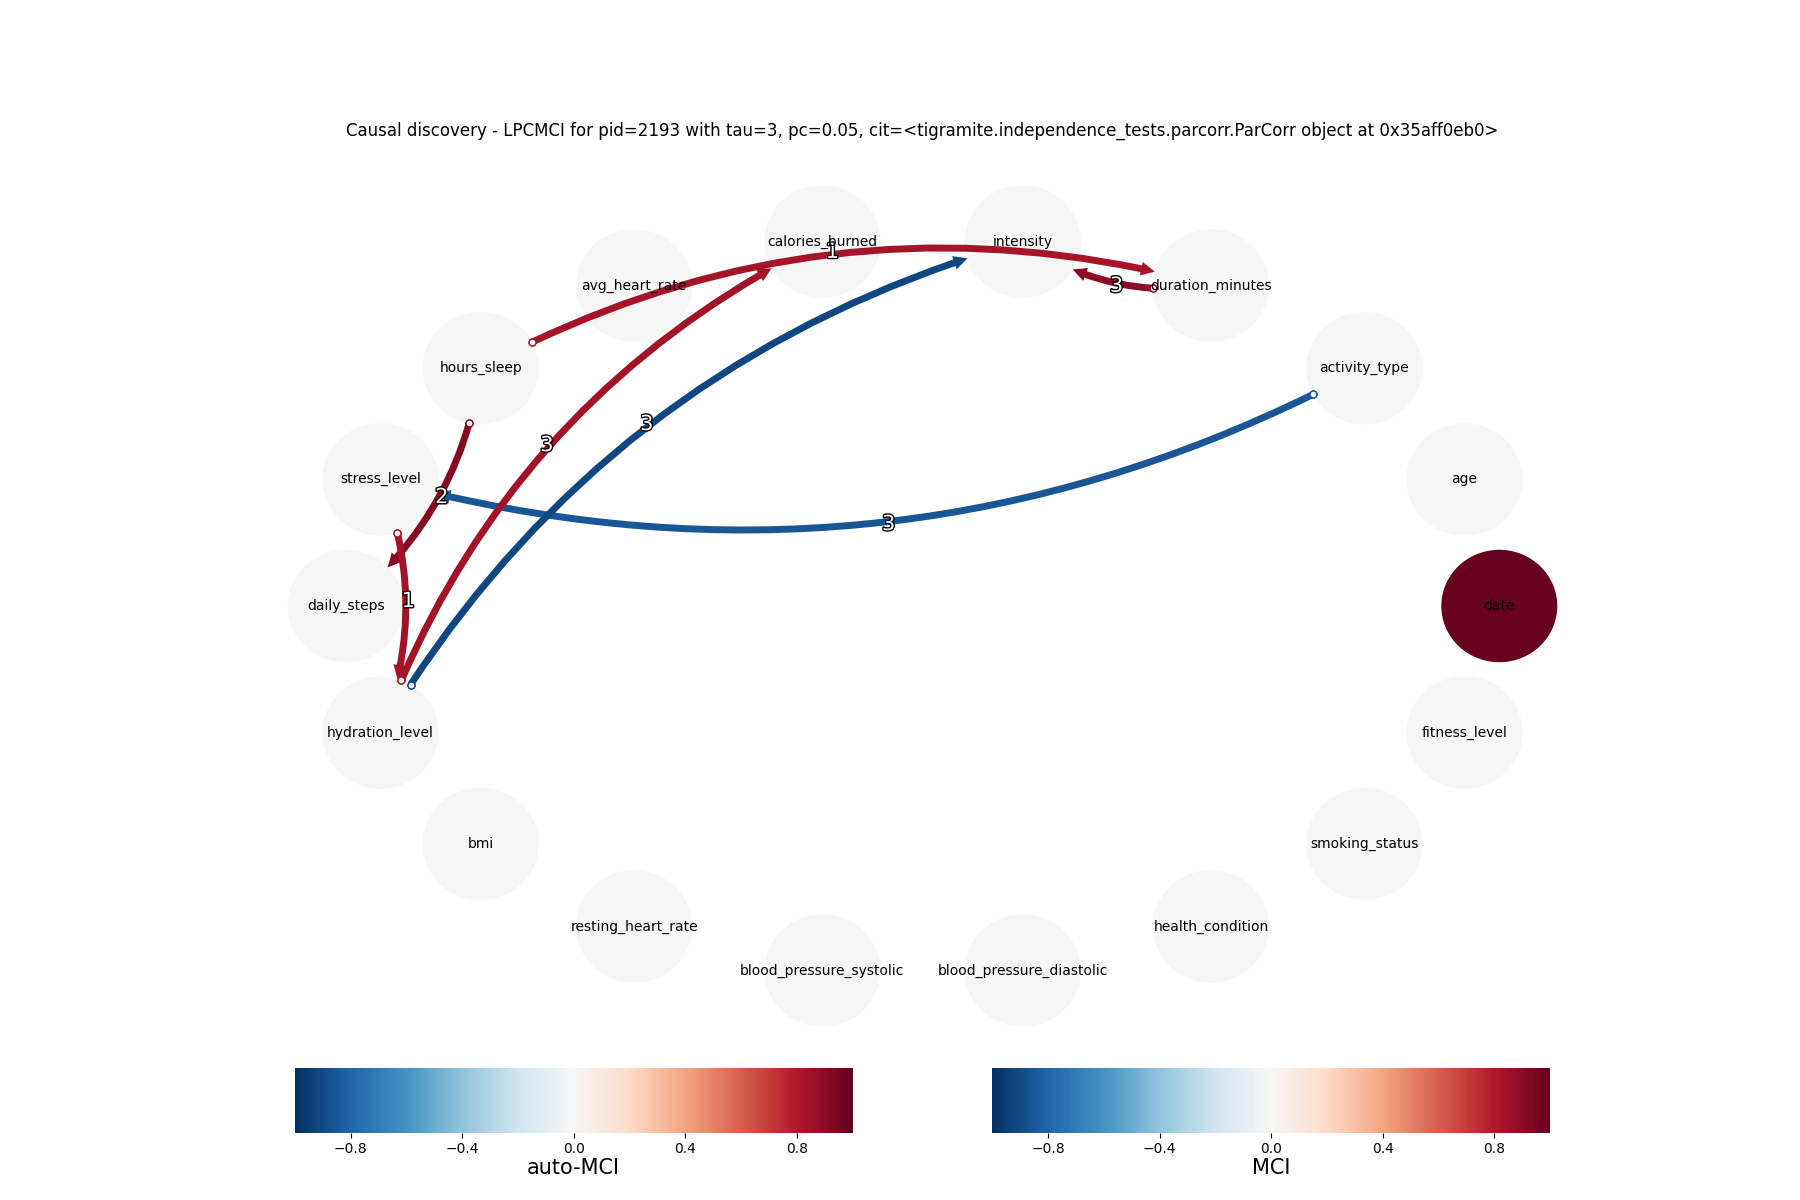 Causal discovery - LPCMCI for pid=2193 with tau=3, pc=0.05, cit=<tigramite.independence_tests.parcorr.ParCorr object at 0x35aff0eb0>
calories_burned
intensity
1
avg_heart_rate
3
duration_minutes
hours_sleep
activity_type
3
3
stress_level
2
age
3
daily_steps
1
date
hydration_level
fitness_level
bmi
smoking_status
resting_heart_rate
health_condition
blood_pressure_systolic
blood_pressure_diastolic
−0.8 −0.4 0.0 0.4 0.8
auto-MCI
−0.8 −0.4 0.0 0.4 0.8
MCI